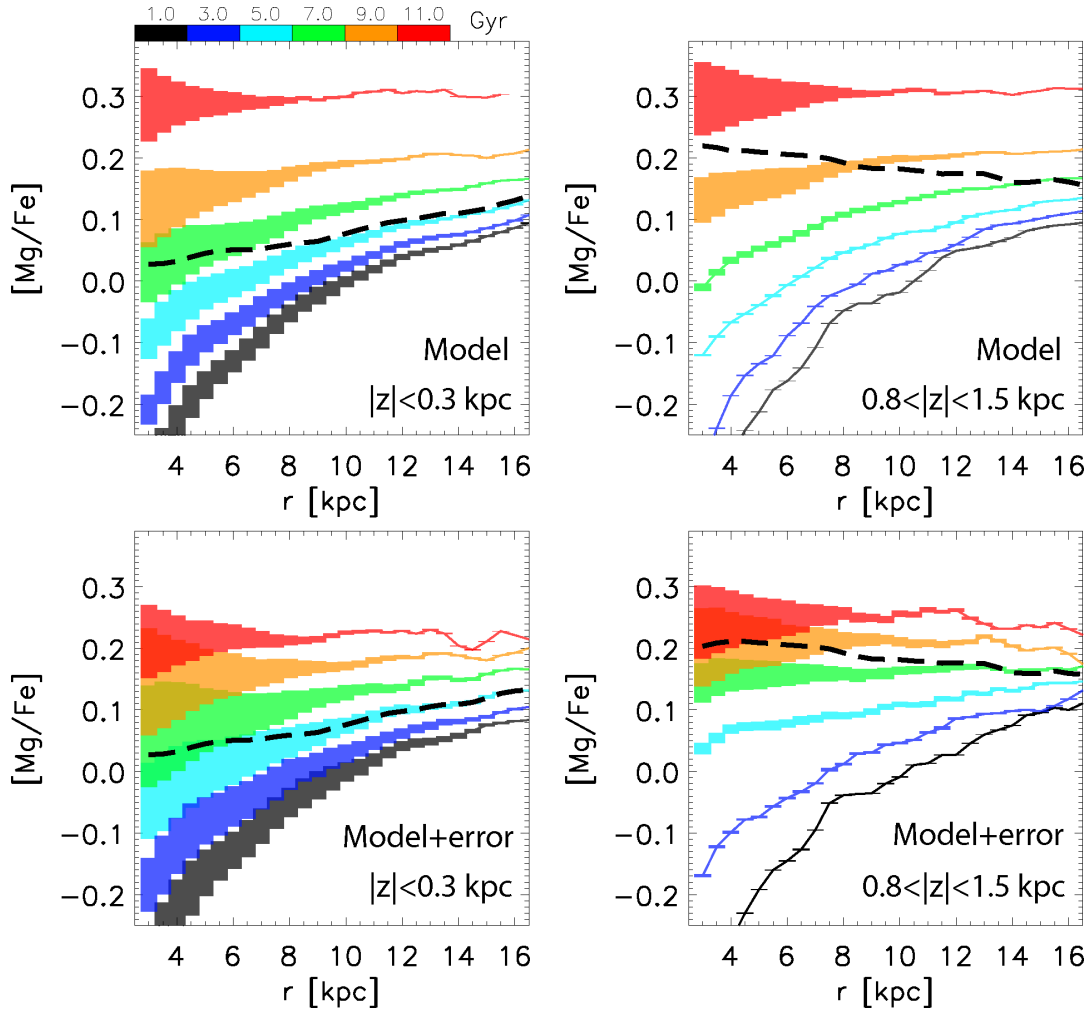 1.0 3.0 5.0 7.0 9.0 11.0 Gyr
[Mg/Fe]
0.3
0.2
0.1
0.0
−0.1
−0.2
Model
|z|<0.3 kpc
4 6 8 10 12 14 16
r [kpc]
[Mg/Fe]
0.3
0.2
0.1
0.0
−0.1
−0.2
Model
0.8<|z|<1.5 kpc
4 6 8 10 12 14 16
r [kpc]
[Mg/Fe]
0.3
0.2
0.1
0.0
−0.1
−0.2
Model+error
|z|<0.3 kpc
4 6 8 10 12 14 16
r [kpc]
[Mg/Fe]
0.3
0.2
0.1
0.0
−0.1
−0.2
Model+error
0.8<|z|<1.5 kpc
4 6 8 10 12 14 16
r [kpc]